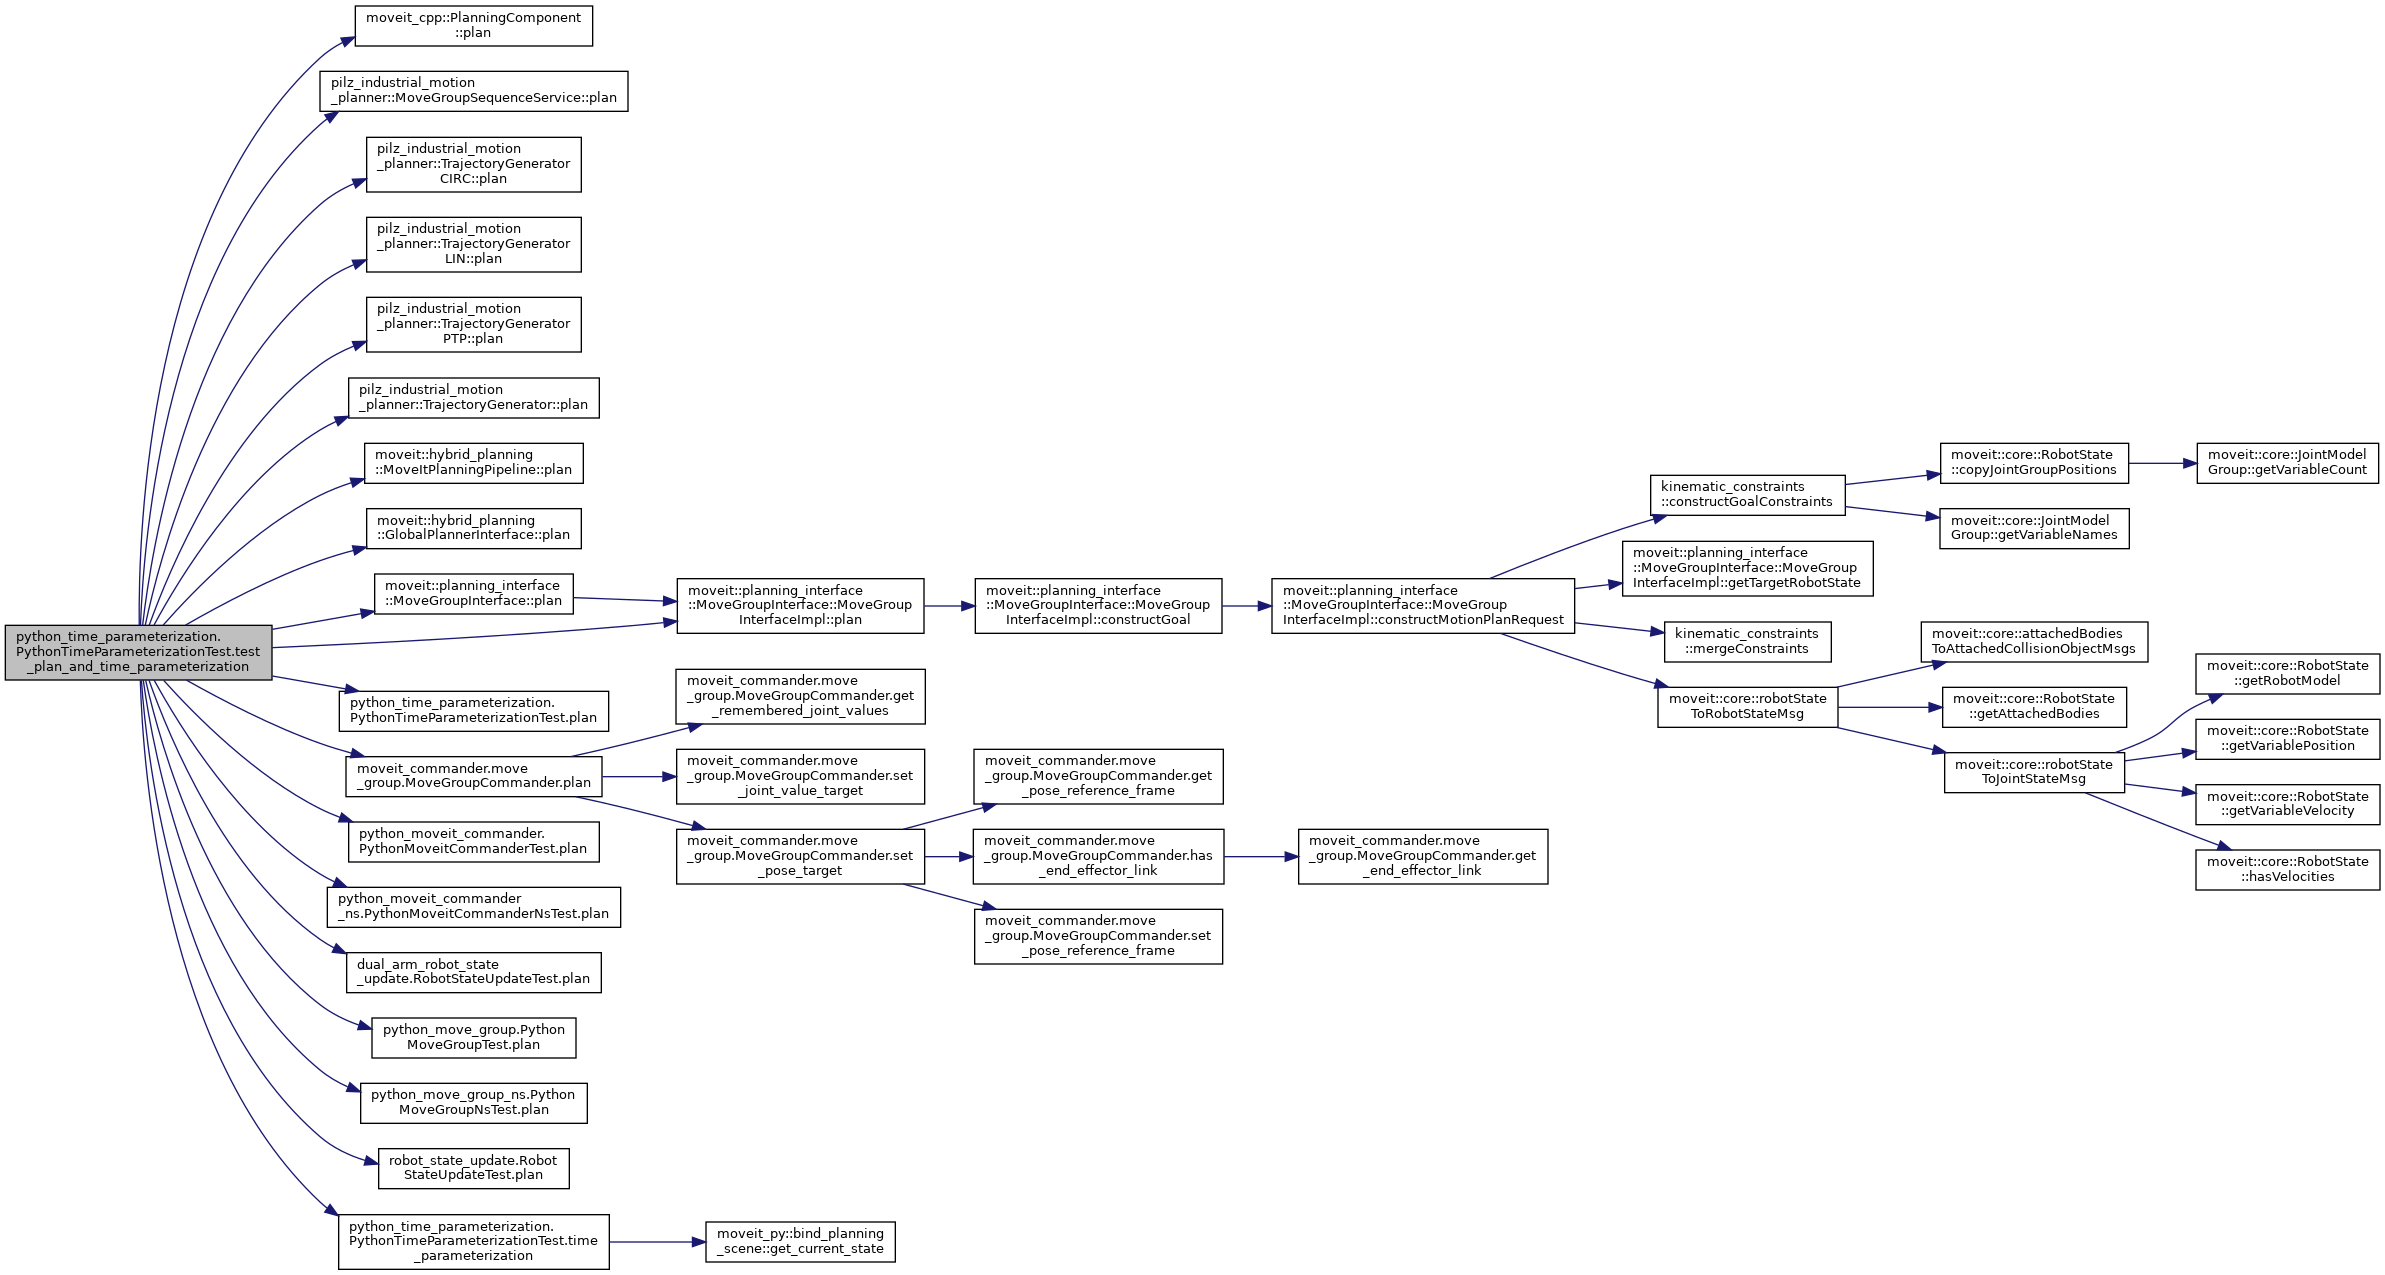 moveit_cpp::PlanningComponent
::plan
pilz_industrial_motion
_planner::MoveGroupSequenceService::plan
pilz_industrial_motion
_planner::TrajectoryGenerator
CIRC::plan
pilz_industrial_motion
_planner::TrajectoryGenerator
LIN::plan
pilz_industrial_motion
_planner::TrajectoryGenerator
PTP::plan
pilz_industrial_motion
_planner::TrajectoryGenerator::plan
moveit::hybrid_planning
::MoveItPlanningPipeline::plan
moveit::hybrid_planning
::GlobalPlannerInterface::plan
moveit::planning_interface
::MoveGroupInterface::plan
python_time_parameterization.
PythonTimeParameterizationTest.test
_plan_and_time_parameterization
python_time_parameterization.
PythonTimeParameterizationTest.plan
moveit_commander.move
_group.MoveGroupCommander.plan
python_moveit_commander.
PythonMoveitCommanderTest.plan
python_moveit_commander
_ns.PythonMoveitCommanderNsTest.plan
dual_arm_robot_state
_update.RobotStateUpdateTest.plan
python_move_group.Python
MoveGroupTest.plan
python_move_group_ns.Python
MoveGroupNsTest.plan
robot_state_update.Robot
StateUpdateTest.plan
python_time_parameterization.
PythonTimeParameterizationTest.time
_parameterization
moveit::planning_interface
::MoveGroupInterface::MoveGroup
InterfaceImpl::plan
moveit_commander.move
_group.MoveGroupCommander.get
_remembered_joint_values
moveit_commander.move
_group.MoveGroupCommander.set
_joint_value_target
moveit_commander.move
_group.MoveGroupCommander.set
_pose_target
moveit_py::bind_planning
_scene::get_current_state
moveit::planning_interface
::MoveGroupInterface::MoveGroup
InterfaceImpl::constructGoal
moveit_commander.move
_group.MoveGroupCommander.get
_pose_reference_frame
moveit_commander.move
_group.MoveGroupCommander.has
_end_effector_link
moveit_commander.move
_group.MoveGroupCommander.set
_pose_reference_frame
moveit::planning_interface
::MoveGroupInterface::MoveGroup
InterfaceImpl::constructMotionPlanRequest
moveit_commander.move
_group.MoveGroupCommander.get
_end_effector_link
kinematic_constraints
::constructGoalConstraints
moveit::planning_interface
::MoveGroupInterface::MoveGroup
InterfaceImpl::getTargetRobotState
kinematic_constraints
::mergeConstraints
moveit::core::robotState
ToRobotStateMsg
moveit::core::RobotState
::copyJointGroupPositions
moveit::core::JointModel
Group::getVariableNames
moveit::core::attachedBodies
ToAttachedCollisionObjectMsgs
moveit::core::RobotState
::getAttachedBodies
moveit::core::robotState
ToJointStateMsg
moveit::core::JointModel
Group::getVariableCount
moveit::core::RobotState
::getRobotModel
moveit::core::RobotState
::getVariablePosition
moveit::core::RobotState
::getVariableVelocity
moveit::core::RobotState
::hasVelocities